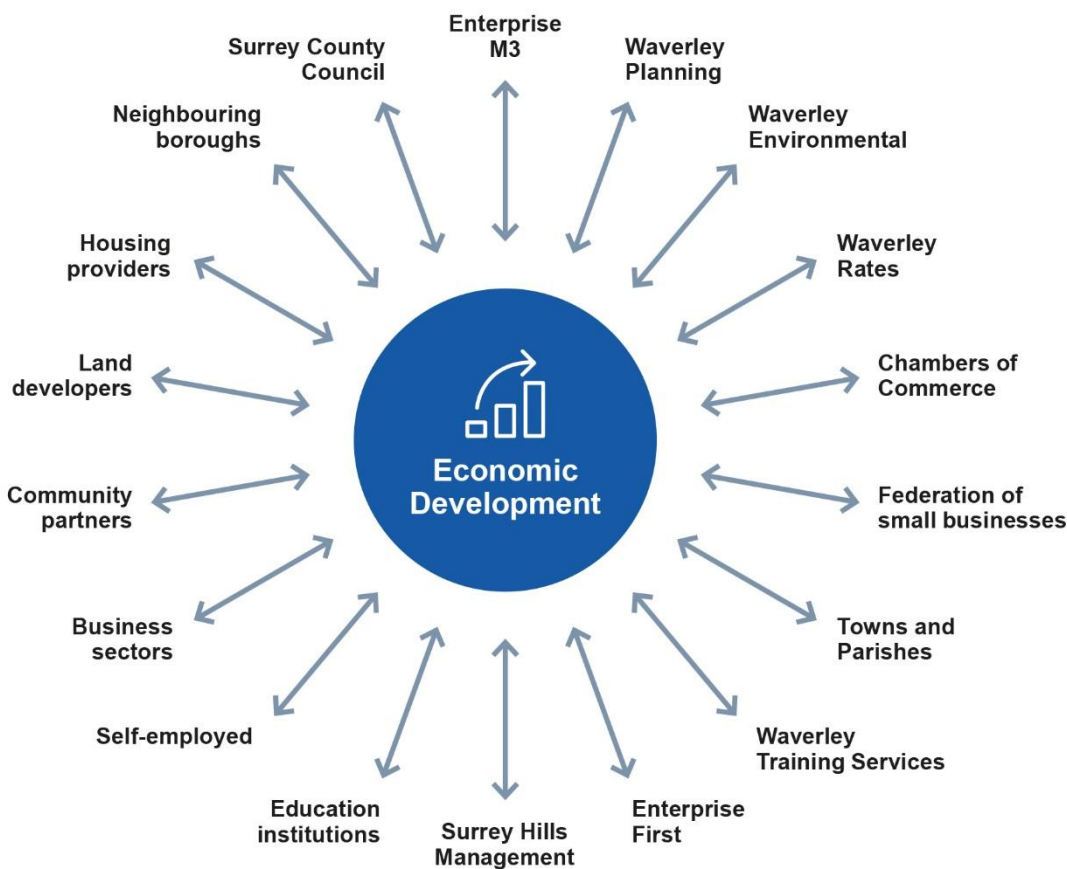 Enterprise
M3
Waverley
Planning
Waverley
Environmental
Waverley
Rates
Chambers of
Commerce
Federation of
small businesses
Towns and
Parishes
Waverley
Training Services
Enterprise
First
Surrey Hills
Management
Education
institutions
Self-employed
Business
sectors
Community
partners
Land
developers
Housing
providers
Neighbouring
boroughs
Surrey County
Council
Economic
Development